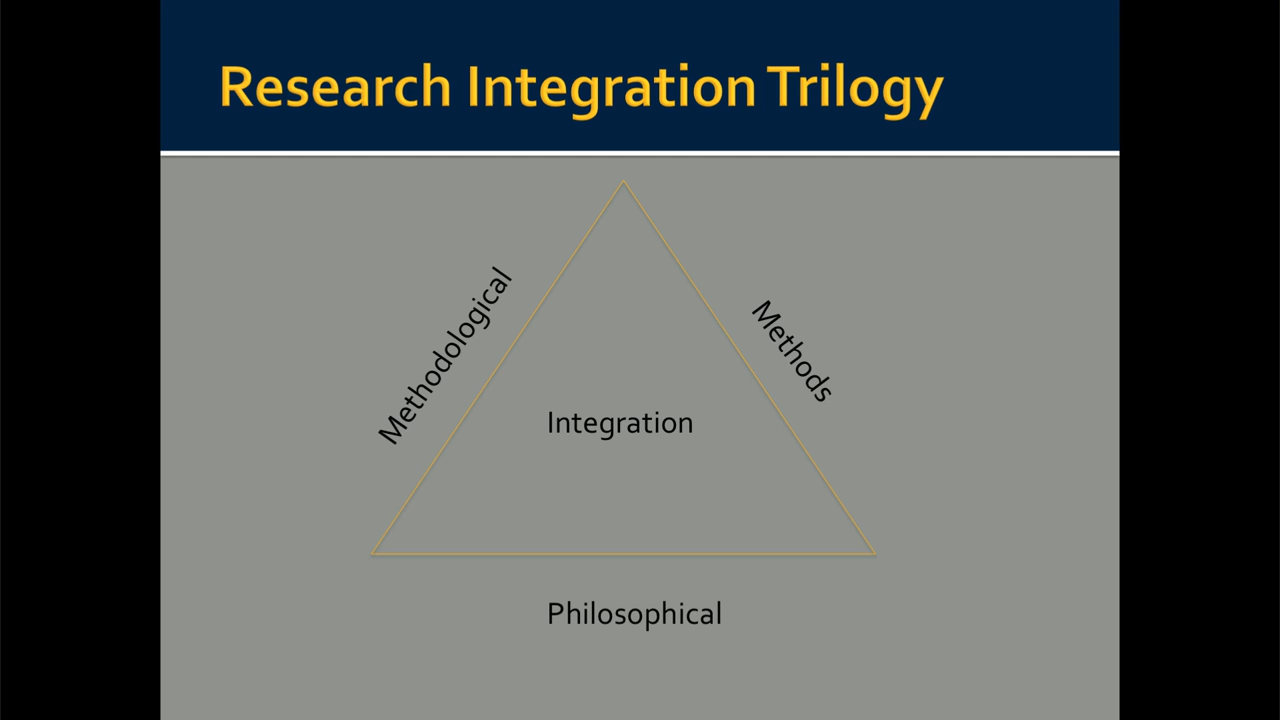 Research Integration Trilogy
Methodological
Methods
Integration
Philosophical